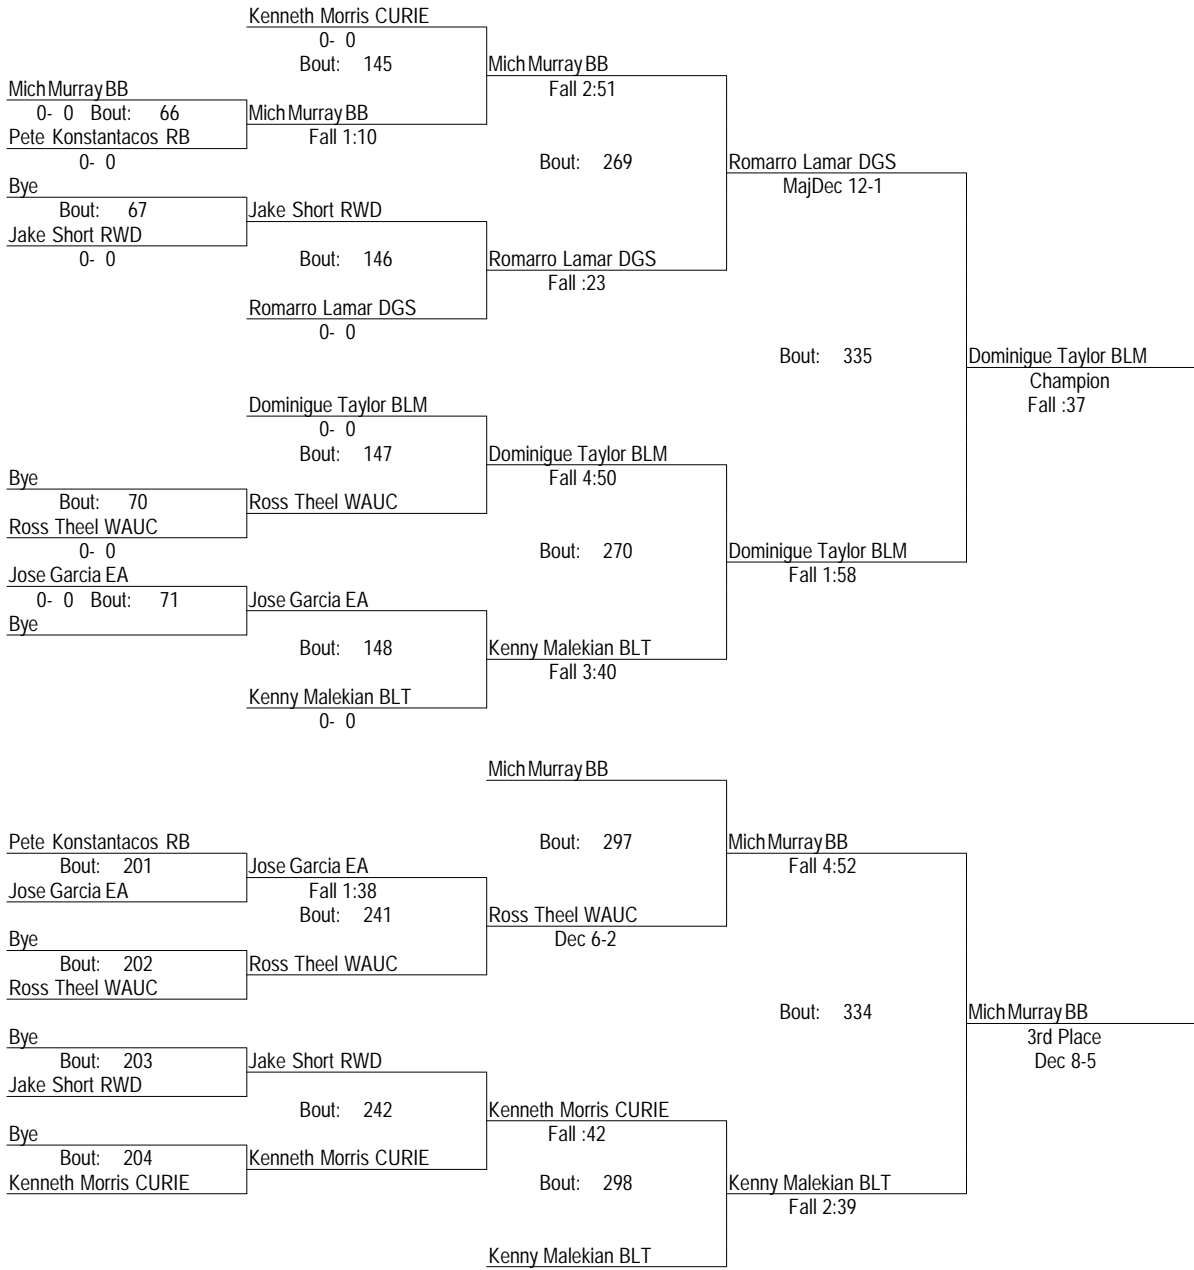 Kenneth Morris CURIE
0- 0
Bout: 145
Mich Murray BB
Fall 2:51
Mich Murray BB
0- 0 Bout: 66
Mich Murray BB
Pete Konstantacos RB
Fall 1:10
0- 0
Bout: 269
Romarro Lamar DGS
MajDec 12-1
Bye
Bout: 67
Jake Short RWD
Jake Short RWD
0- 0
Bout: 146
Romarro Lamar DGS
Fall :23
Romarro Lamar DGS
0- 0
Bout: 335
Dominigue Taylor BLM
Champion
Fall :37
Dominigue Taylor BLM
0- 0
Bout: 147
Dominigue Taylor BLM
Fall 4:50
Bye
Bout: 70
Ross Theel WAUC
Ross Theel WAUC
0- 0
Bout: 270
Dominigue Taylor BLM
Fall 1:58
Jose Garcia EA
0- 0 Bout: 71
Jose Garcia EA
Bye
Bout: 148
Kenny Malekian BLT
Fall 3:40
Kenny Malekian BLT
0- 0
Mich Murray BB
Pete Konstantacos RB
Bout: 297
Mich Murray BB
Bout: 201
Jose Garcia EA
Fall 4:52
Jose Garcia EA
Fall 1:38
Bout: 241
Ross Theel WAUC
Dec 6-2
Bye
Bout: 202
Ross Theel WAUC
Ross Theel WAUC
Bout: 334
Mich Murray BB
3rd Place
Dec 8-5
Bye
Bout: 203
Jake Short RWD
Jake Short RWD
Bout: 242
Kenneth Morris CURIE
Fall :42
Bye
Bout: 204
Kenneth Morris CURIE
Kenneth Morris CURIE
Bout: 298
Kenny Malekian BLT
Fall 2:39
Kenny Malekian BLT